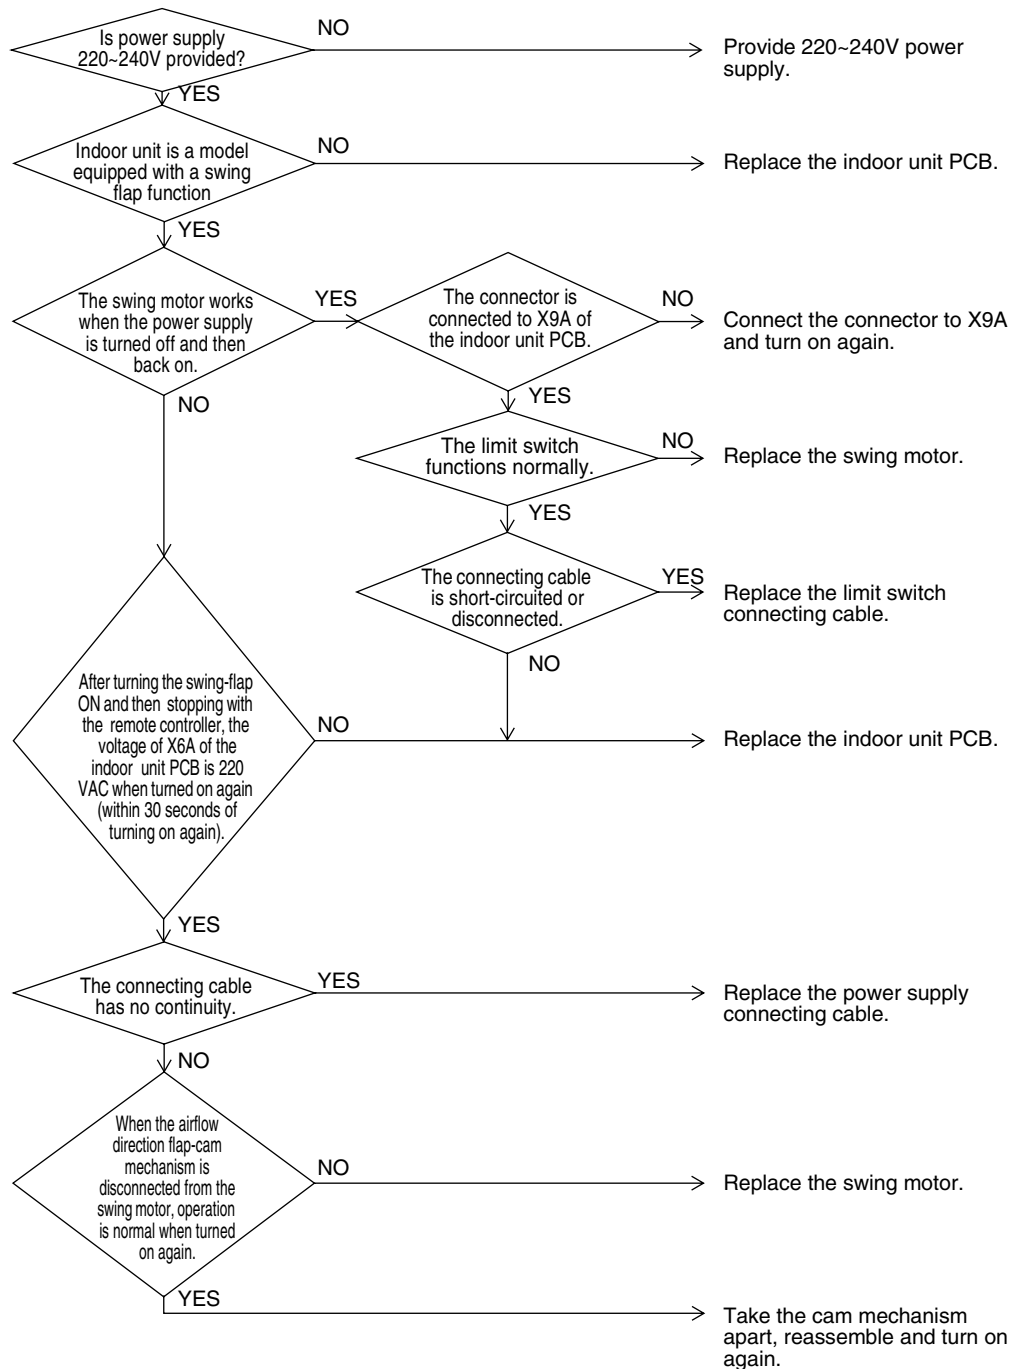 Is power supply
220~240V provided?
NO
Provide 220~240V power
supply.
YES
Indoor unit is a model
equipped with a swing
flap function
NO
Replace the indoor unit PCB.
YES
The swing motor works
when the power supply
is turned off and then
back on.
YES
The connector is
connected to X9A of
the indoor unit PCB.
NO
Connect the connector to X9A
and turn on again.
NO
YES
The limit switch
functions normally.
NO
Replace the swing motor.
YES
The connecting cable
is short-circuited or
disconnected.
YES
Replace the limit switch
connecting cable.
NO
After turning the swing-flap
ON and then stopping with
the remote controller, the
voltage of X6A of the
indoor unit PCB is 220
VAC when turned on again
(within 30 seconds of
turning on again).
NO
Replace the indoor unit PCB.
YES
The connecting cable
has no continuity.
YES
Replace the power supply
connecting cable.
NO
When the airflow
direction flap-cam
mechanism is
disconnected from the
swing motor, operation
is normal when turned
on again.
NO
Replace the swing motor.
YES
Take the cam mechanism
apart, reassemble and turn on
again.